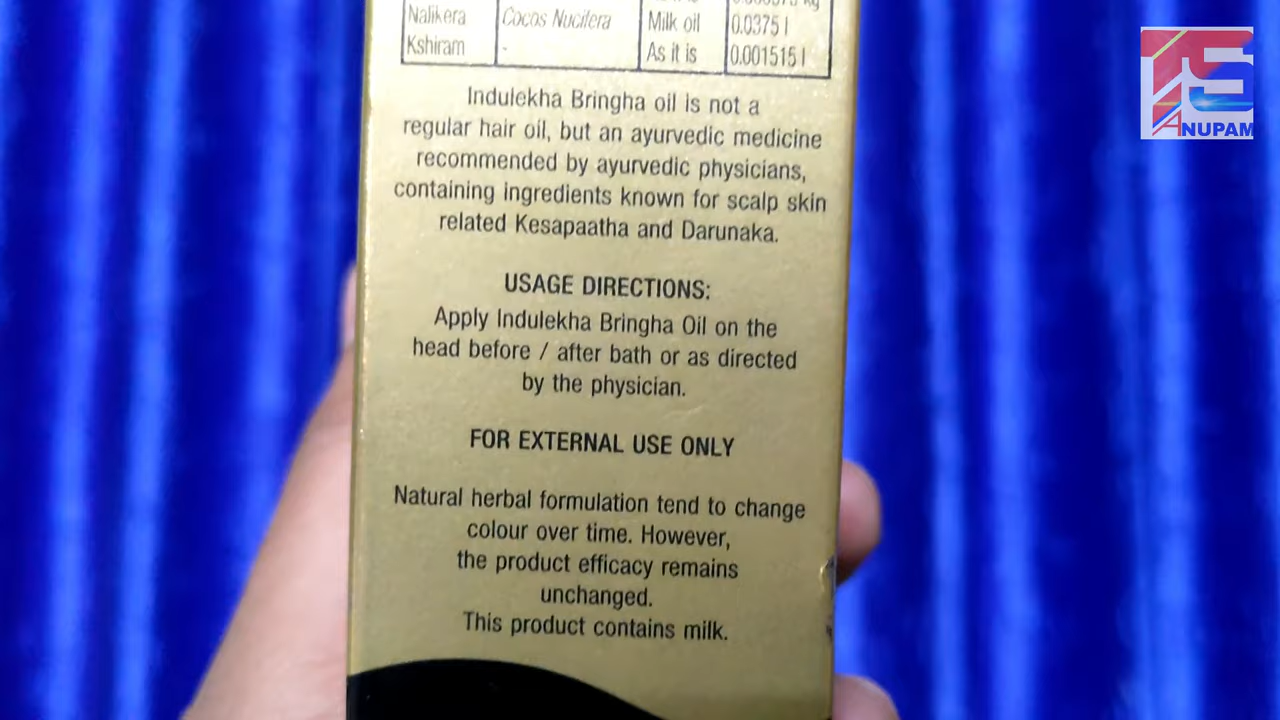 Nalikera Cocos Nucifera Milk oil 0.0375 l
Kshiram - As it is 0.001515 l
Indulekha Bringha oil is not a
regular hair oil, but an ayurvedic medicine
recommended by ayurvedic physicians,
containing ingredients known for scalp skin
related Kesapaatha and Darunaka.
USAGE DIRECTIONS:
Apply Indulekha Bringha Oil on the
head before / after bath or as directed
by the physician.
FOR EXTERNAL USE ONLY
Natural herbal formulation tend to change
colour over time. However,
the product efficacy remains
unchanged.
This product contains milk.
ANUPAM